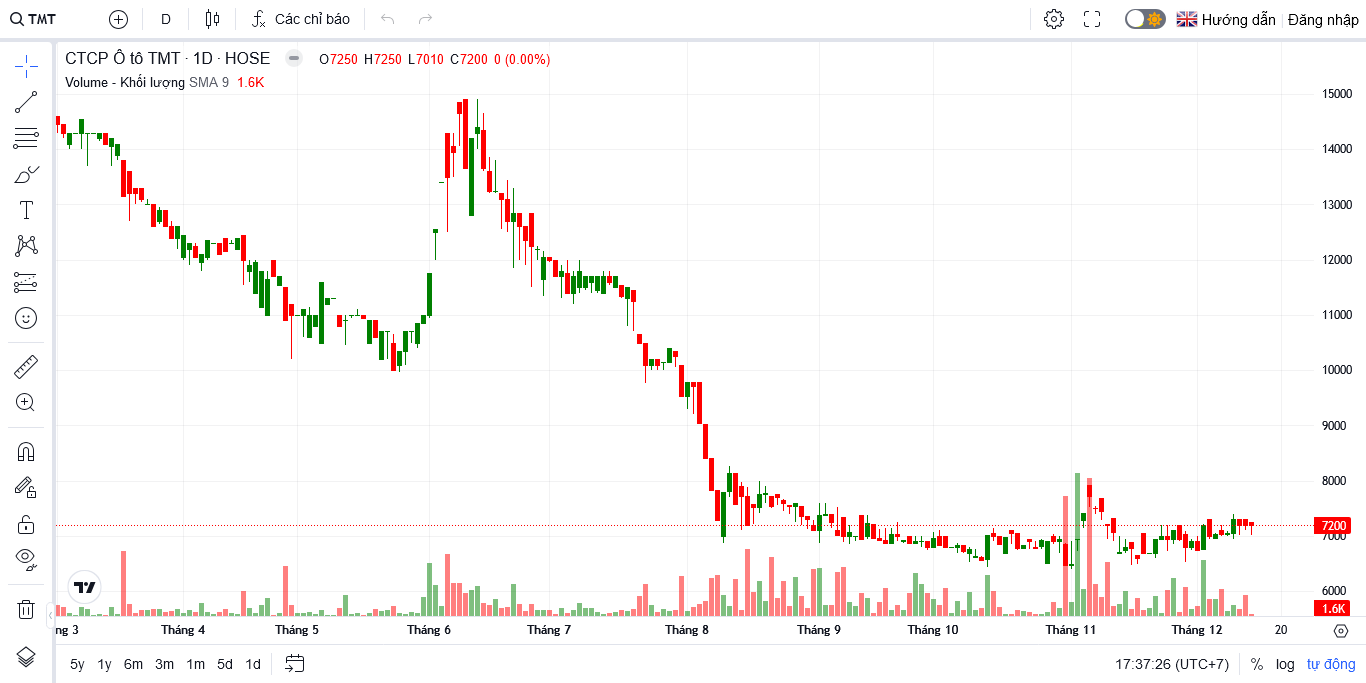 TMT D Các chỉ báo Hướng dẫn Đăng nhập
CTCP Ô tô TMT · 1D · HOSE O7250 H7250 L7010 C7200 0 (0.00%)
Volume - Khối lượng SMA 9 1.6K
15000
14000
13000
12000
11000
10000
9000
8000
7200
7000
6000
1.6K
ng 3 Tháng 4 Tháng 5 Tháng 6 Tháng 7 Tháng 8 Tháng 9 Tháng 10 Tháng 11 Tháng 12 20
5y 1y 6m 3m 1m 5d 1d 17:37:26 (UTC+7) % log tự động